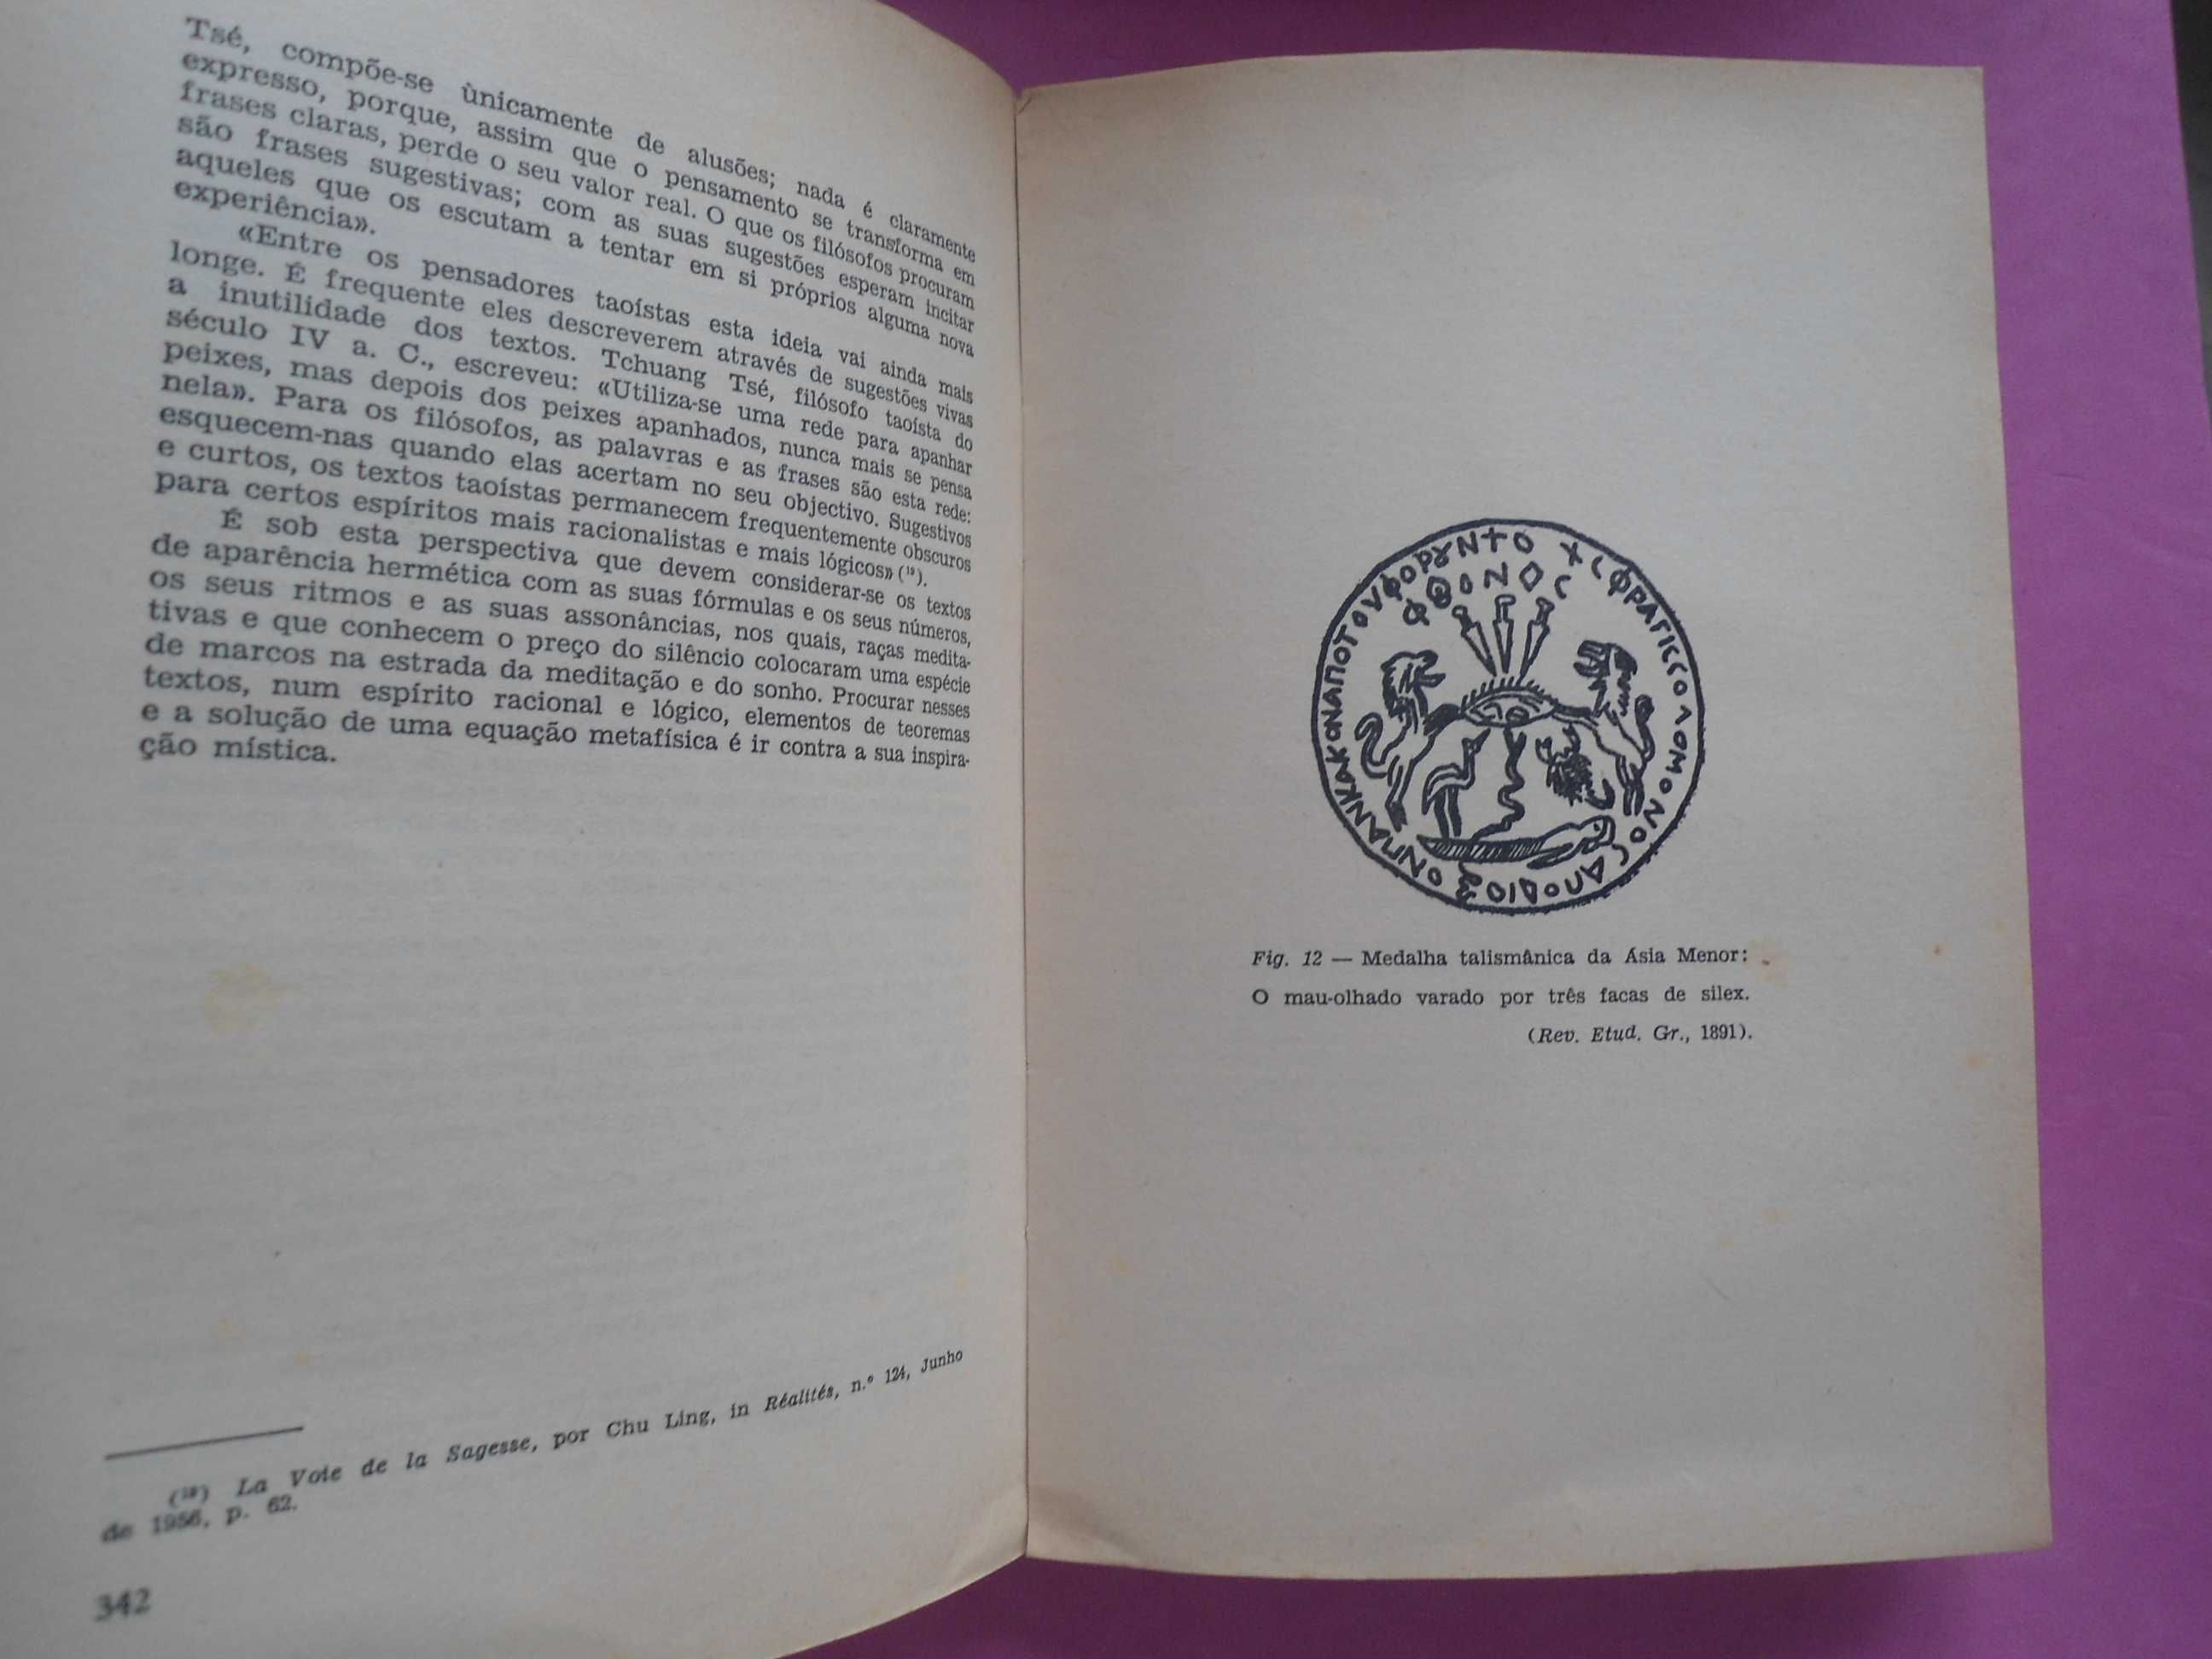 Tsé, compõe-se ùnicamente de alusões; nada é claramente
expresso, porque, assim que o pensamento se transforma em
frases claras, perde o seu valor real. O que os filósofos procuram
são frases sugestivas; com as suas sugestões esperam incitar
aqueles que os escutam a tentar em si próprios alguma nova
experiência».
«Entre os pensadores taoístas esta ideia vai ainda mais
longe. É frequente eles descreverem através de sugestões vivas
a inutilidade dos textos. Tchuang Tsé, filósofo taoísta do
século IV a. C., escreveu: «Utiliza-se uma rede para apanhar
peixes, mas depois dos peixes apanhados, nunca mais se pensa
nela». Para os filósofos, as palavras e as frases são esta rede:
esquecem-nas quando elas acertam no seu objectivo. Sugestivos
e curtos, os textos taoístas permanecem frequentemente obscuros
para certos espíritos mais racionalistas e mais lógicos» (¹⁹).
É sob esta perspectiva que devem considerar-se os textos
de aparência hermética com as suas fórmulas e os seus números,
os seus ritmos e as suas assonâncias, nos quais, raças medita-
tivas e que conhecem o preço do silêncio colocaram uma espécie
de marcos na estrada da meditação e do sonho. Procurar nesses
textos, num espírito racional e lógico, elementos de teoremas
e a solução de uma equação metafísica é ir contra a sua inspira-
ção mística.
(¹⁹) La Voie de la Sagesse, por Chu Ling, in Réalités, n.º 124, Junho
de 1956, p. 62.
342
Fig. 12 — Medalha talismânica da Ásia Menor:
O mau-olhado varado por três facas de silex.
(Rev. Etud. Gr., 1891).